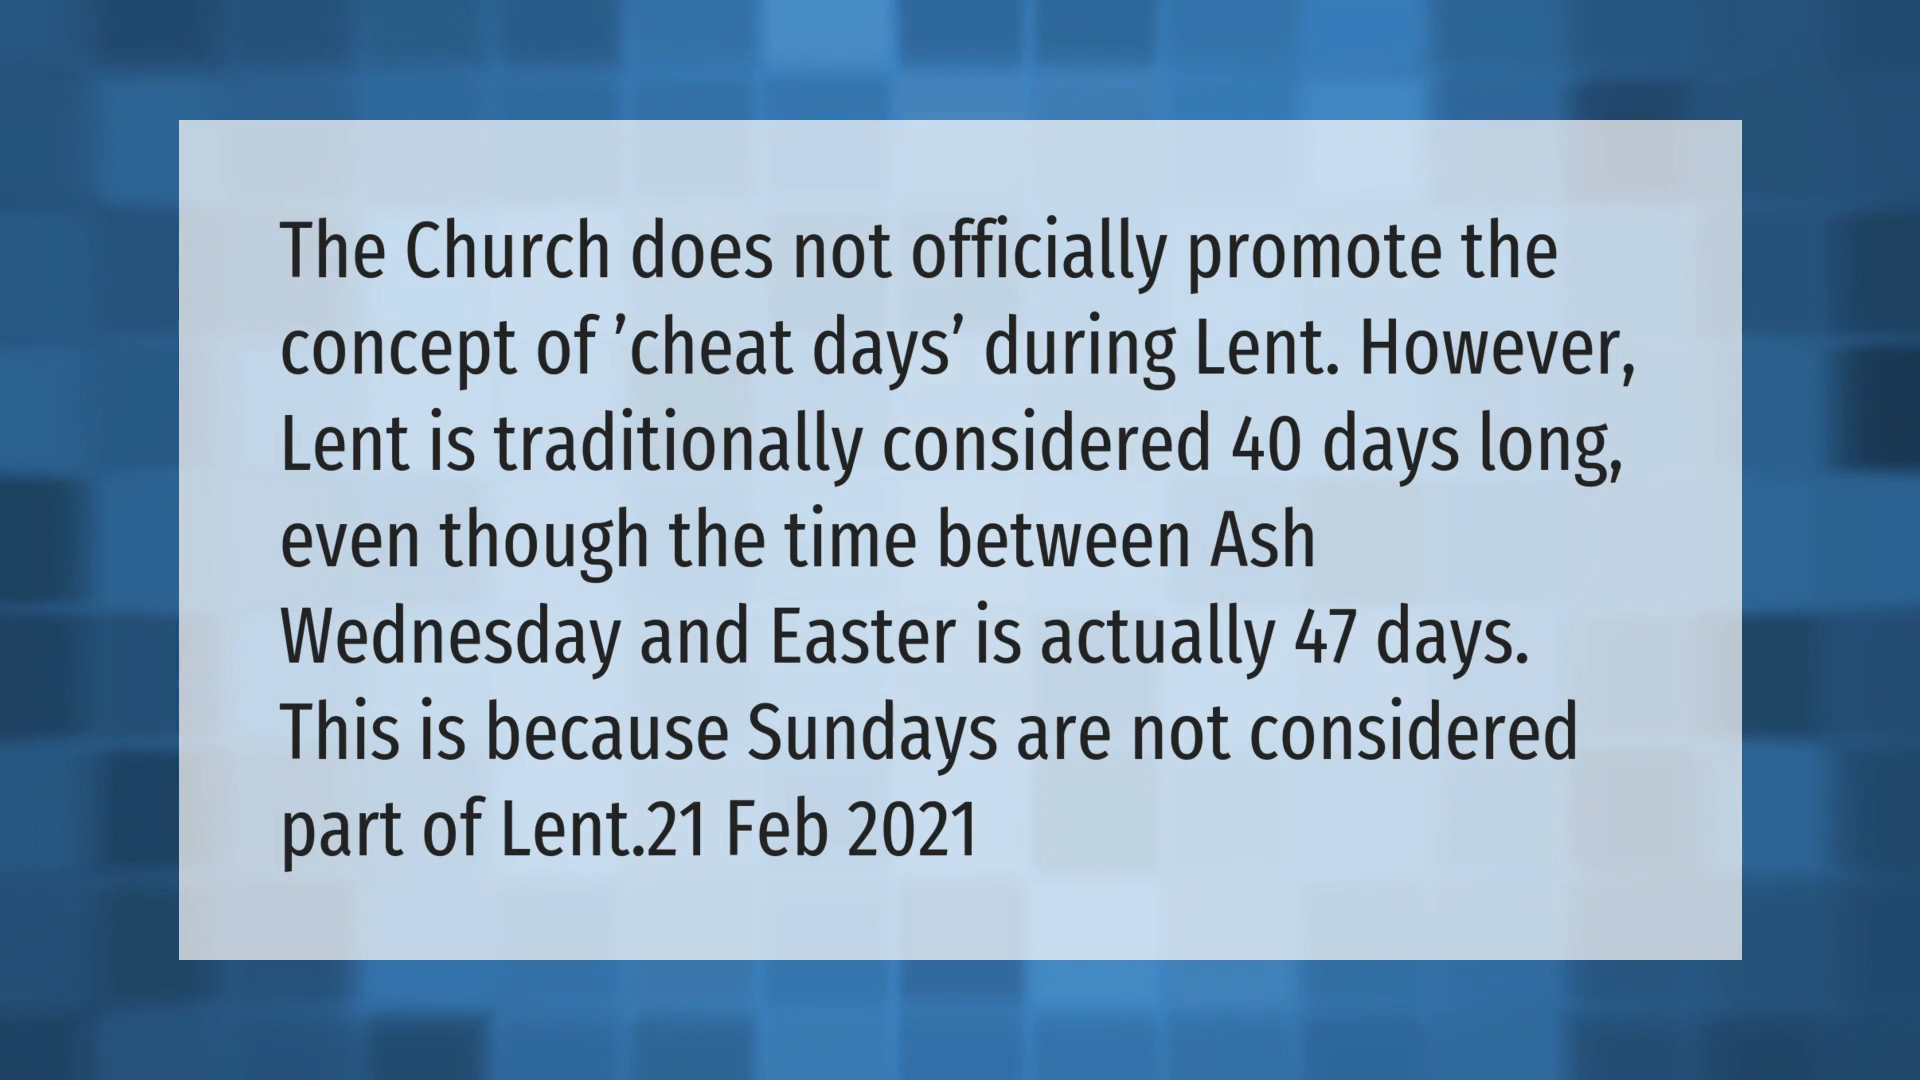 The Church does not officially promote the
concept of ’cheat days’ during Lent. However,
Lent is traditionally considered 40 days long,
even though the time between Ash
Wednesday and Easter is actually 47 days.
This is because Sundays are not considered
part of Lent.21 Feb 2021